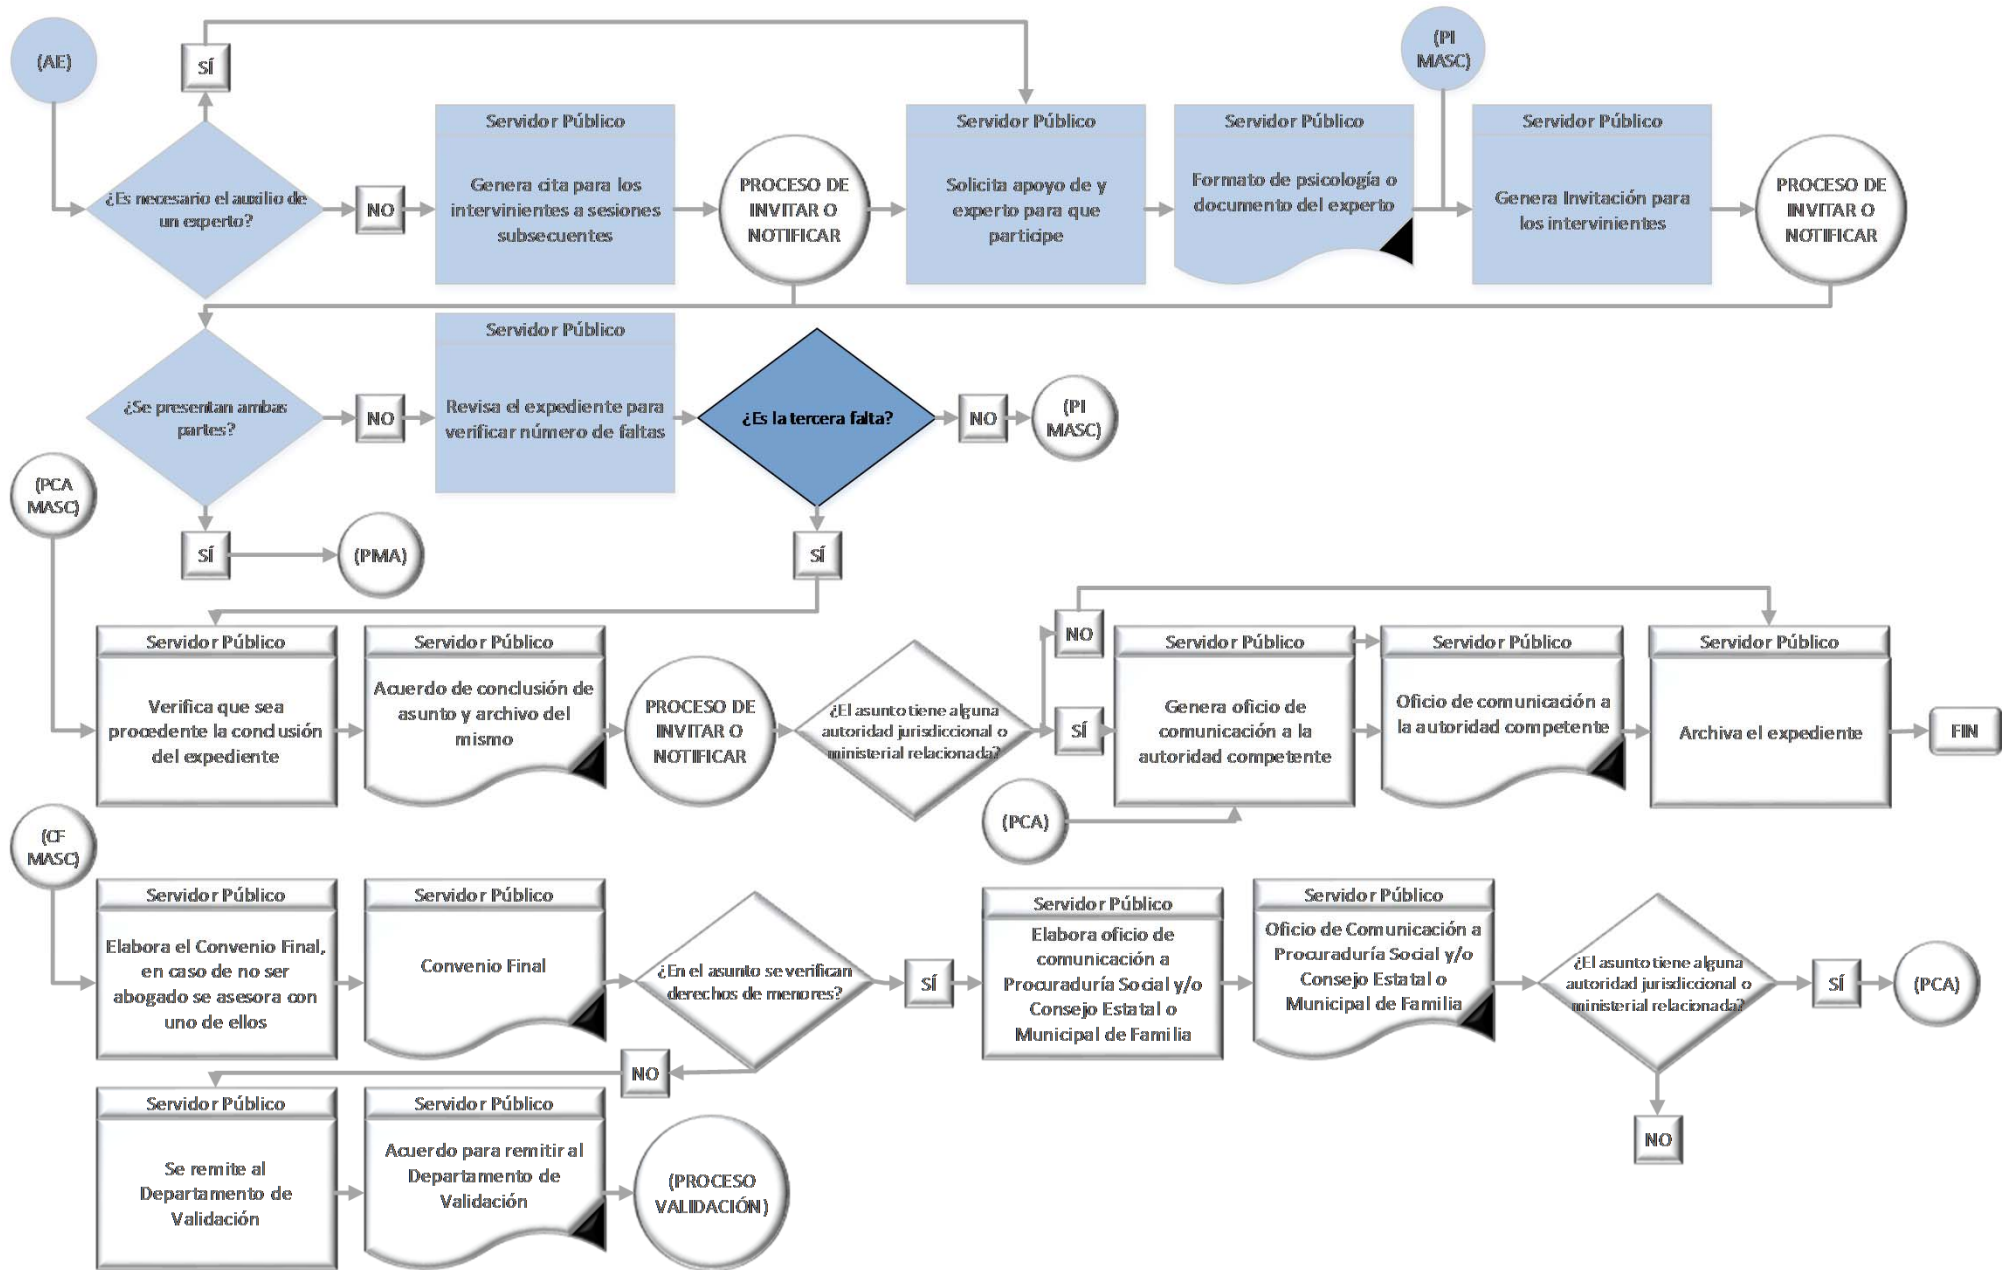 (AE)
SÍ
(PI
MASC)
¿Es necesario el auxilio de
un experto?
NO
Servidor Público
Genera cita para los
intervinientes a sesiones
subsecuentes
PROCESO DE
INVITAR O
NOTIFICAR
Servidor Público
Solicita apoyo de y
experto para que
participe
Servidor Público
Formato de psicología o
documento del experto
Servidor Público
Genera Invitación para
los intervinientes
PROCESO DE
INVITAR O
NOTIFICAR
¿Se presentan ambas
partes?
NO
Servidor Público
Revisa el expediente para
verificar número de faltas
¿Es la tercera falta?
NO
(PI
MASC)
(PCA
MASC)
SÍ
(PMA)
SÍ
Servidor Público
Verifica que sea
procedente la conclusión
del expediente
Servidor Público
Acuerdo de conclusión de
asunto y archivo del
mismo
PROCESO DE
INVITAR O
NOTIFICAR
¿El asunto tiene alguna
autoridad jurisdiccional o
ministerial relacionada?
NO
SÍ
Servidor Público
Genera oficio de
comunicación a la
autoridad competente
Servidor Público
Oficio de comunicación a
la autoridad competente
Servidor Público
Archiva el expediente
FIN
(PCA)
(CF
MASC)
Servidor Público
Elabora el Convenio Final,
en caso de no ser
abogado se asesora con
uno de ellos
Servidor Público
Convenio Final
¿En el asunto se verifican
derechos de menores?
SÍ
Servidor Público
Elabora oficio de
comunicación a
Procuraduría Social y/o
Consejo Estatal o
Municipal de Familia
Servidor Público
Oficio de Comunicación a
Procuraduría Social y/o
Consejo Estatal o
Municipal de Familia
¿El asunto tiene alguna
autoridad jurisdiccional o
ministerial relacionada?
SÍ
(PCA)
NO
NO
Servidor Público
Se remite al
Departamento de
Validación
Servidor Público
Acuerdo para remitir al
Departamento de
Validación
(PROCESO
VALIDACIÓN)